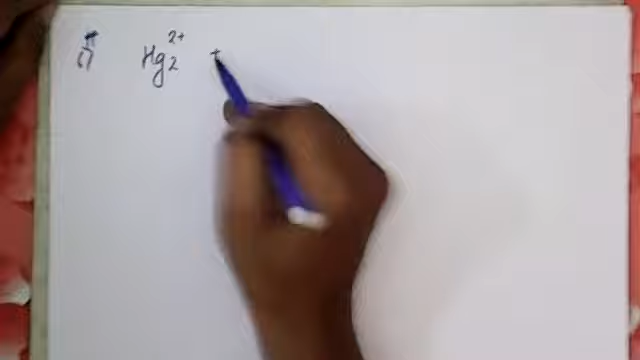 i) Hg₂²⁺ +